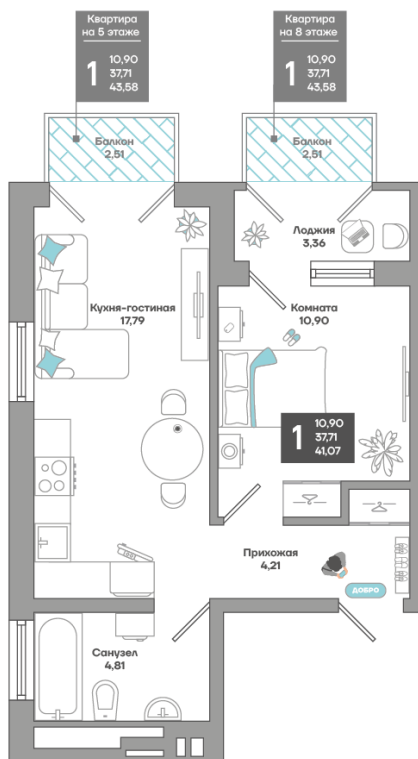 Квартира
на 5 этаже
1
10,90
37,71
43,58
Квартира
на 8 этаже
1
10,90
37,71
43,58
Балкон
2,51
Балкон
2,51
Лоджия
3,36
Кухня-гостиная
17,79
Комната
10,90
1
10,90
37,71
41,07
Прихожая
4,21
ДОБРО
Санузел
4,81